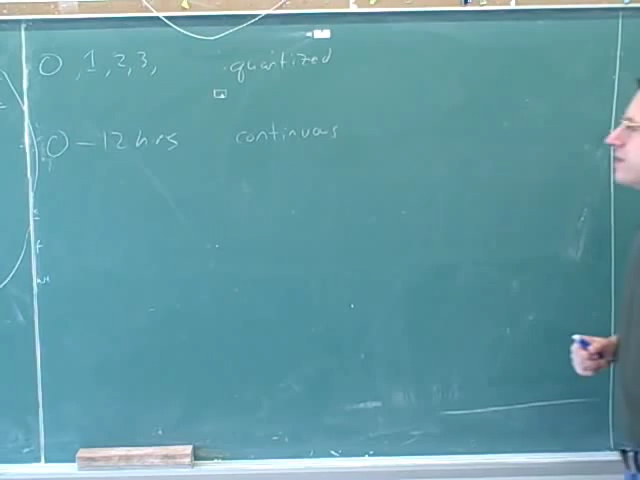 0, 1, 2, 3, quantized
0 – 12 hrs continuous